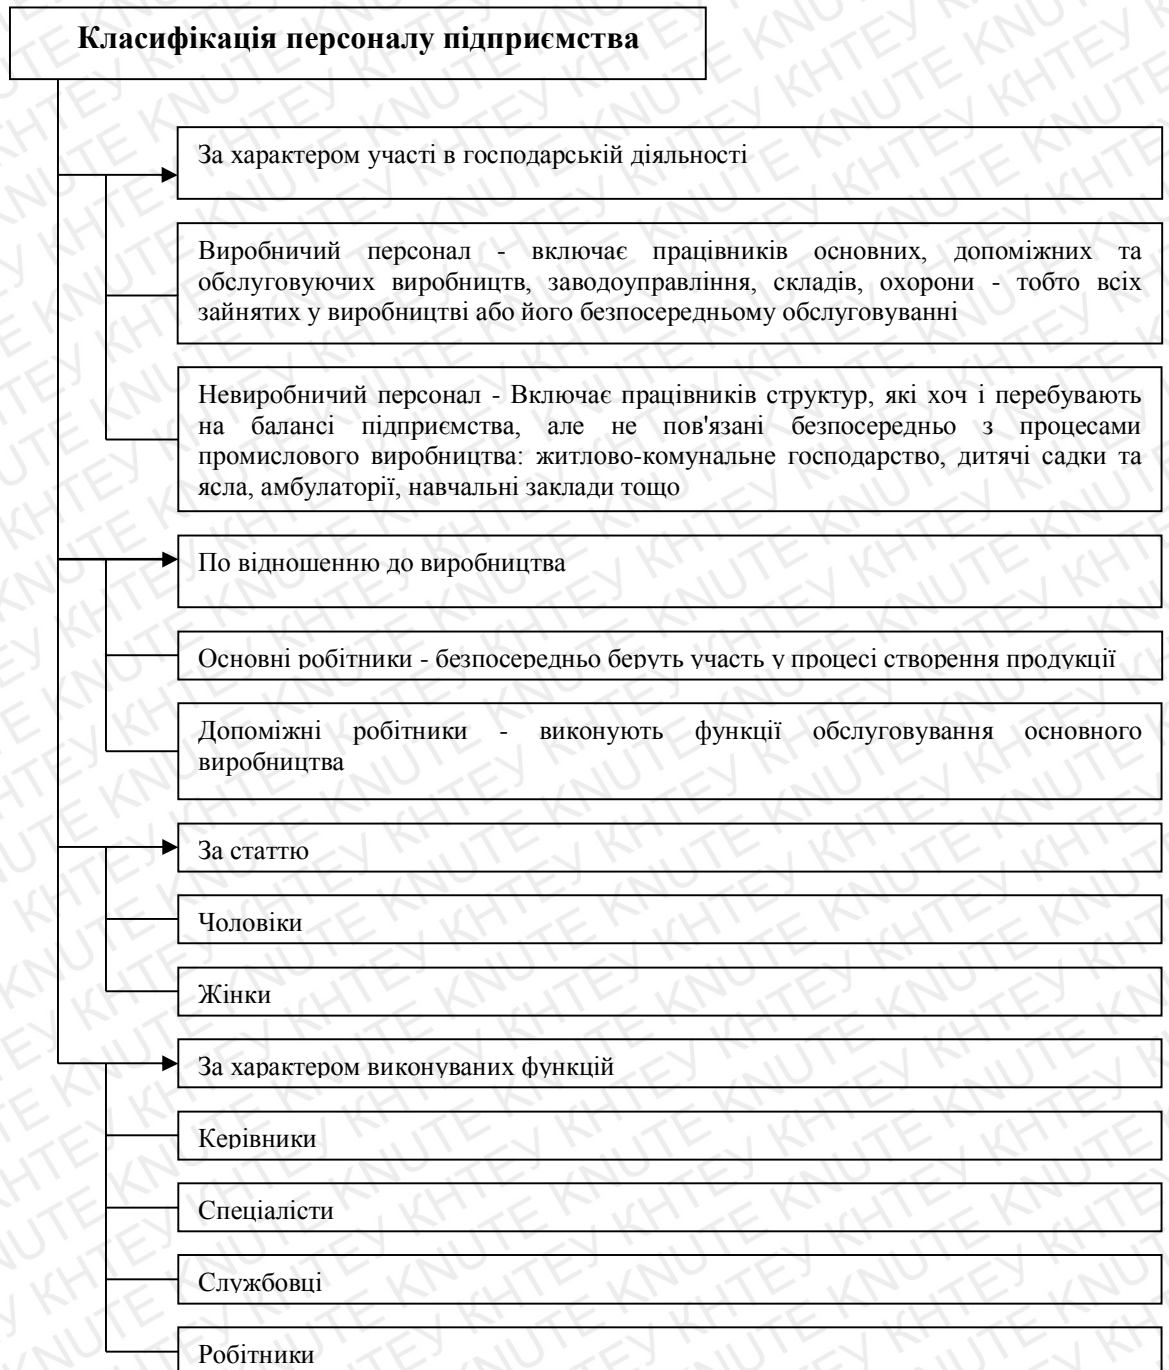 Класифікація персоналу підприємства
За характером участі в господарській діяльності
Виробничий персонал - включає працівників основних, допоміжних та
обслуговуючих виробництв, заводоуправління, складів, охорони - тобто всіх
зайнятих у виробництві або його безпосередньому обслуговуванні
Невиробничий персонал - Включає працівників структур, які хоч і перебувають
на балансі підприємства, але не пов'язані безпосередньо з процесами
промислового виробництва: житлово-комунальне господарство, дитячі садки та
ясла, амбулаторії, навчальні заклади тощо
По відношенню до виробництва
Основні робітники - безпосередньо беруть участь у процесі створення продукції
Допоміжні робітники - виконують функції обслуговування основного
виробництва
За статтю
Чоловіки
Жінки
За характером виконуваних функцій
Керівники
Спеціалісти
Службовці
Робітники